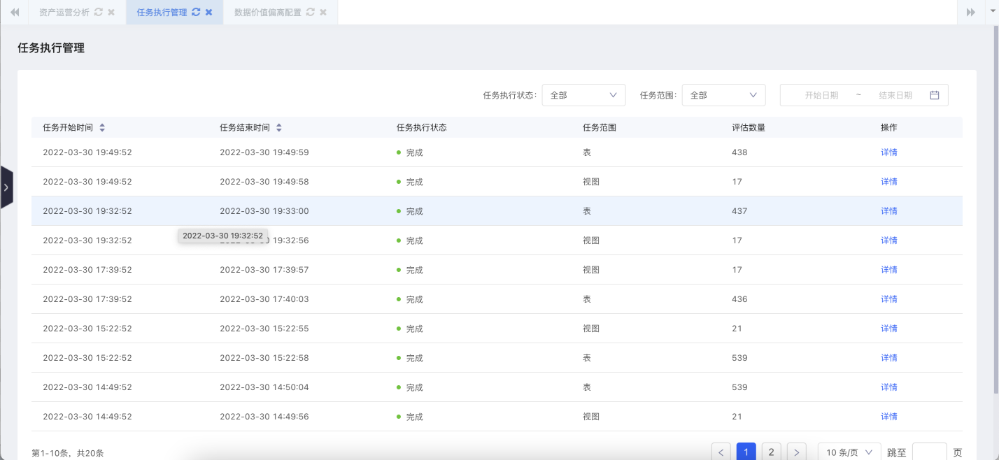 资产运营分析 任务执行管理 数据价值偏离配置
任务执行管理
任务执行状态: 全部 任务范围: 全部 开始日期 ~ 结束日期
任务开始时间 任务结束时间 任务执行状态 任务范围 评估数量 操作
2022-03-30 19:49:52 2022-03-30 19:49:59 完成 表 438 详情
2022-03-30 19:49:52 2022-03-30 19:49:58 完成 视图 17 详情
2022-03-30 19:32:52 2022-03-30 19:33:00 完成 表 437 详情
2022-03-30 19:32:52
2022-03-30 19:32:52 19:32:56 完成 视图 17 详情
2022-03-30 17:39:52 2022-03-30 17:39:57 完成 视图 17 详情
2022-03-30 17:39:52 2022-03-30 17:40:03 完成 表 436 详情
2022-03-30 15:22:52 2022-03-30 15:22:55 完成 视图 21 详情
2022-03-30 15:22:52 2022-03-30 15:22:58 完成 表 539 详情
2022-03-30 14:49:52 2022-03-30 14:50:04 完成 表 539 详情
2022-03-30 14:49:52 2022-03-30 14:49:56 完成 视图 21 详情
第1-10条，共20条 < 1 2 > 10 条/页 跳至 页